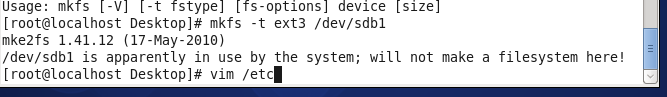 Usage: mkfs [-V] [-t fstype] [fs-options] device [size]
[root@localhost Desktop]# mkfs -t ext3 /dev/sdb1
mke2fs 1.41.12 (17-May-2010)
/dev/sdb1 is apparently in use by the system; will not make a filesystem here!
[root@localhost Desktop]# vim /etc